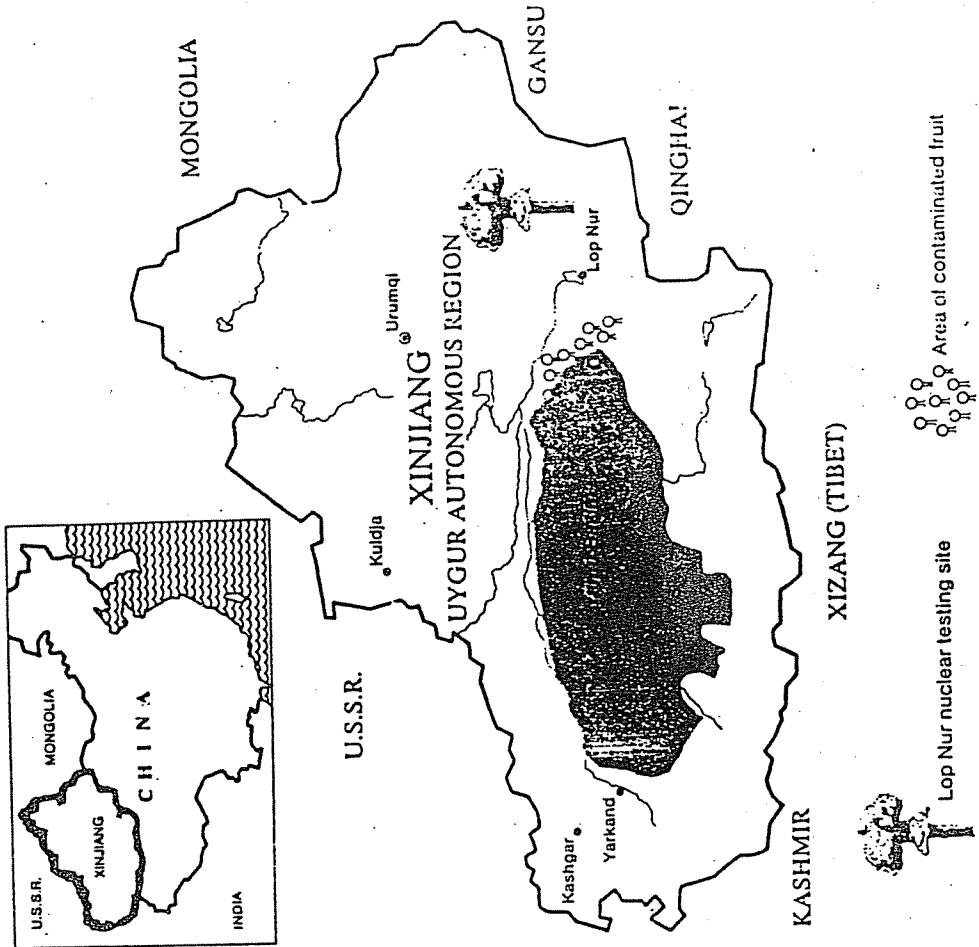 U.S.S.R.
MONGOLIA
XINJIANG
CHINA
INDIA
MONGOLIA
U.S.S.R.
GANSU
Kuldja
Urumqi
XINJIANG
UYGUR AUTONOMOUS REGION
Lop Nur
QINGHAI
Kashgar
Yarkand
KASHMIR
XIZANG (TIBET)
Lop Nur nuclear testing site
Area of contaminated fruit